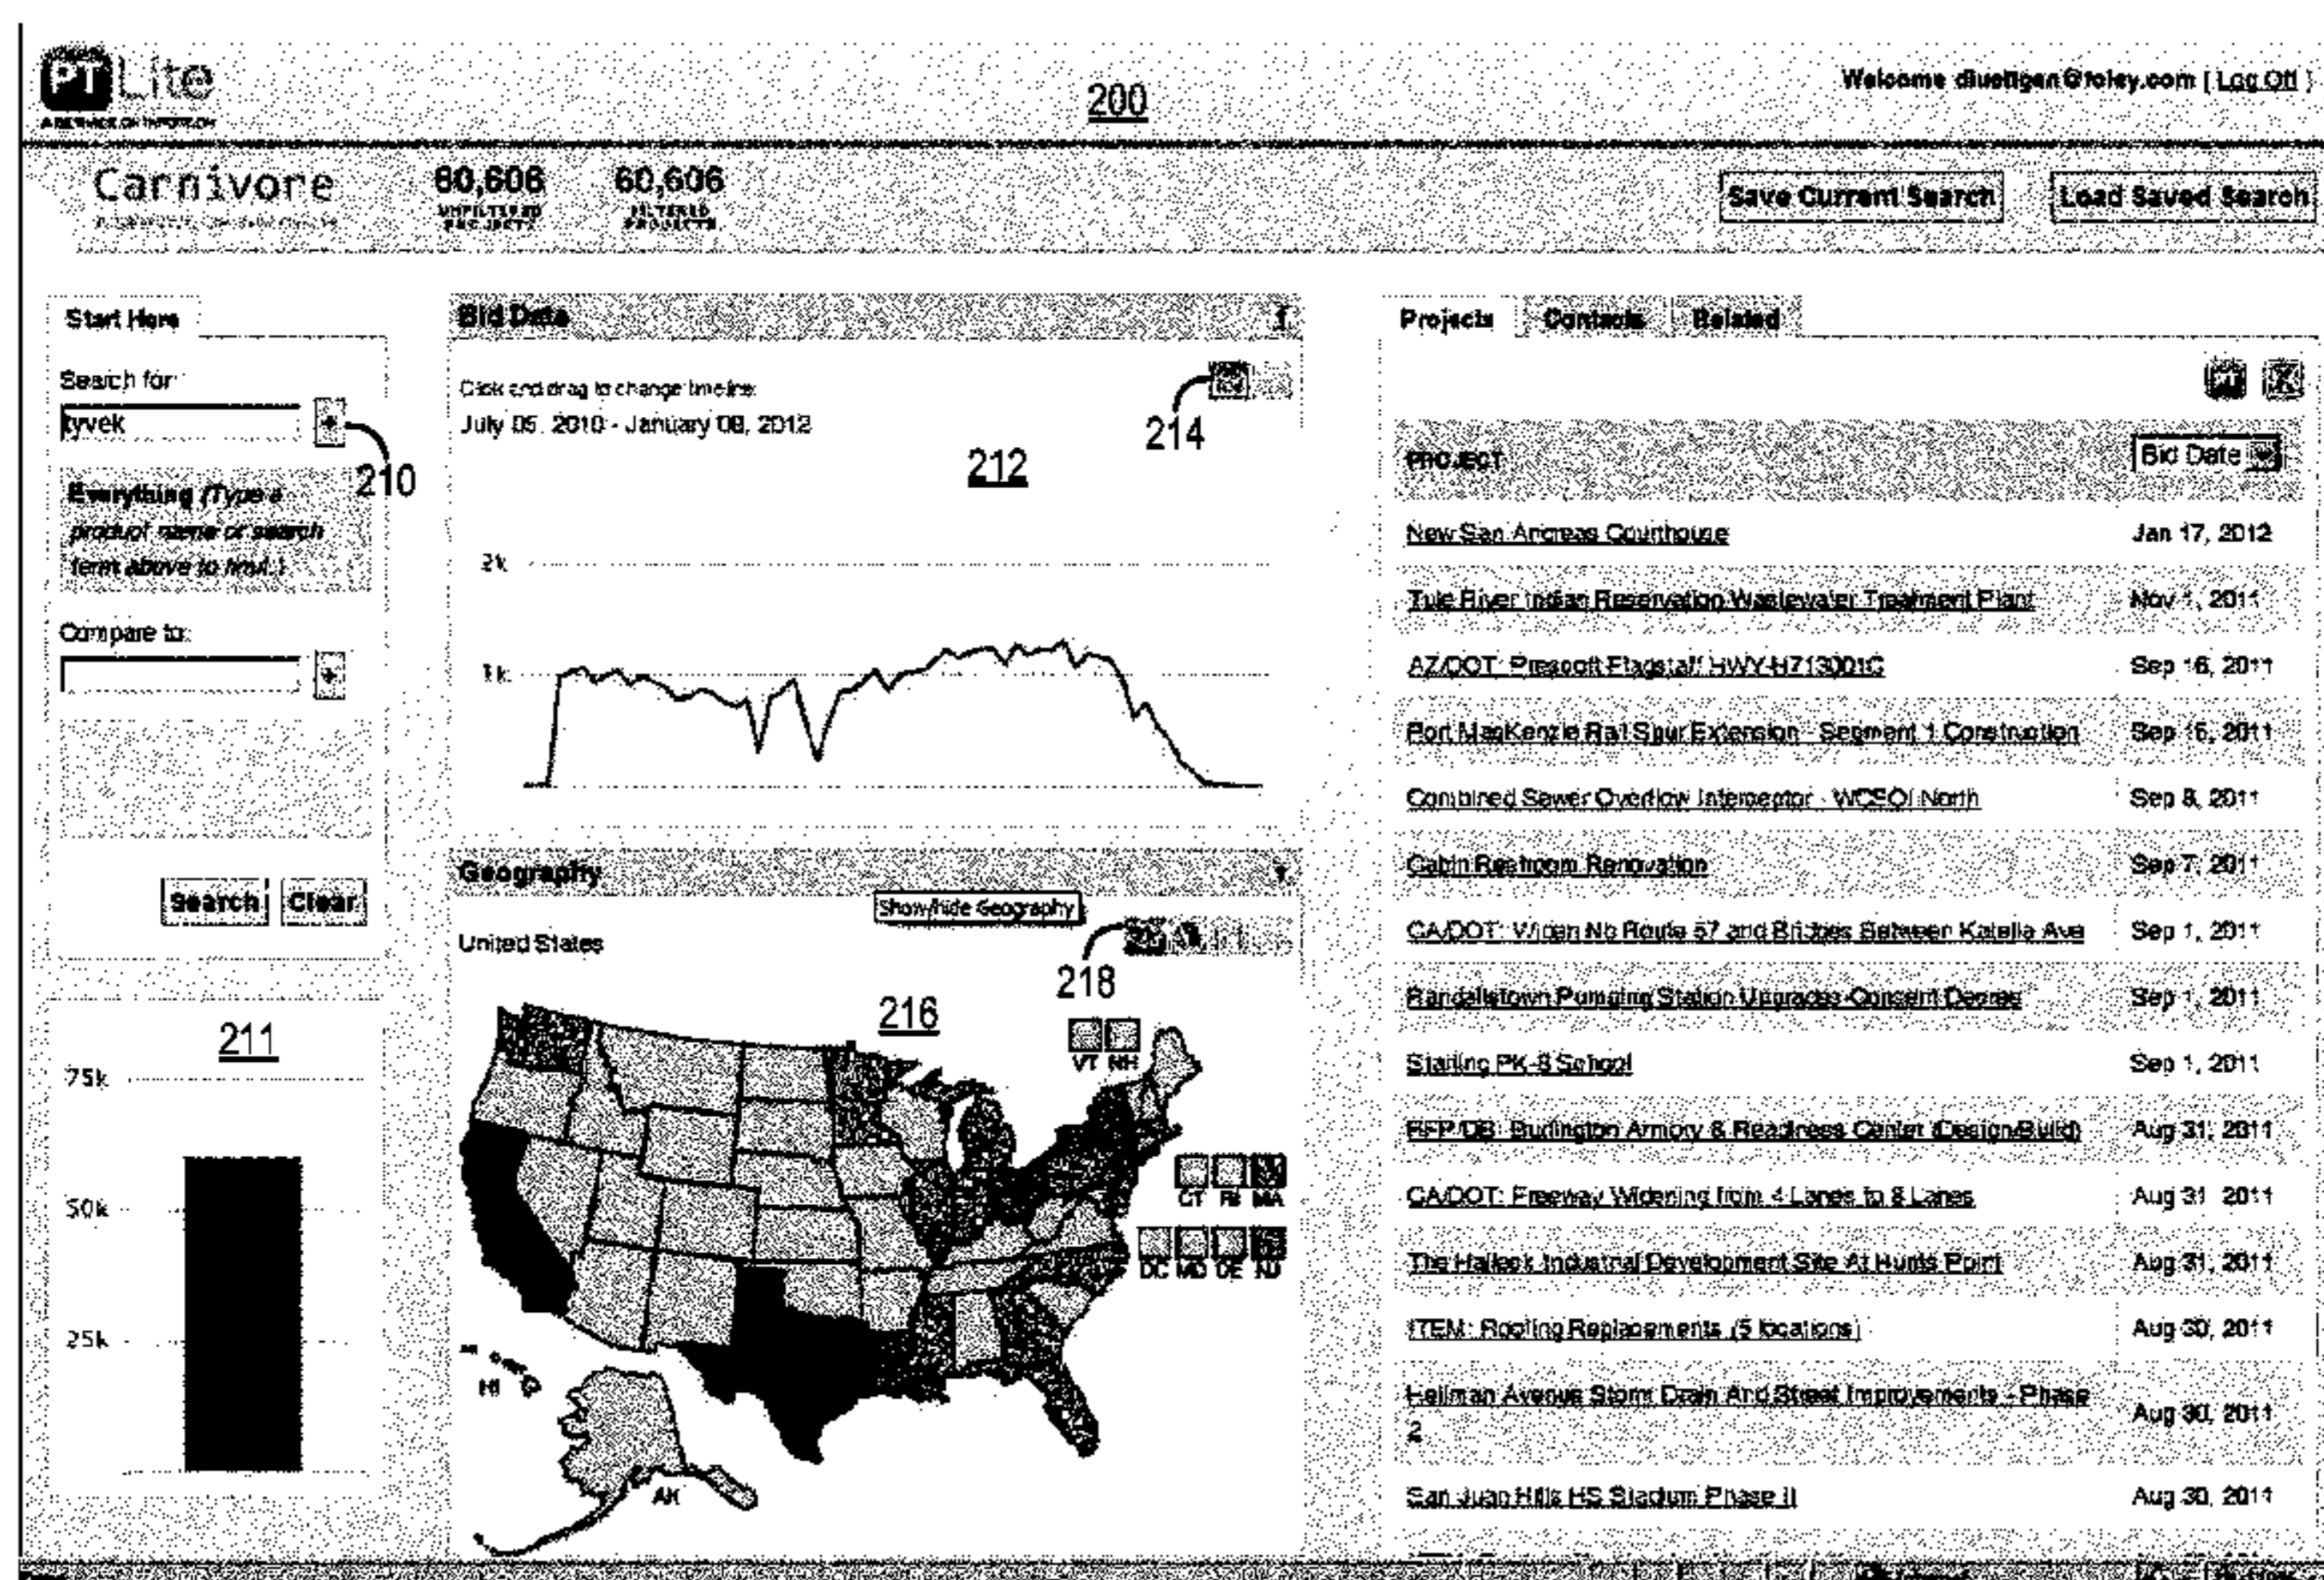 PT Lite
200
Welcome dluettgen@foley.com [ Log Off ]
Carnivore
60,606
UNFILTERED
PROJECTS
60,606
FILTERED
PROJECTS
Save Current Search
Load Saved Search
Start Here
Search for:
tyvek
210
Everything (Type a
product name or search
term above to limit.)
Compare to:
Search
Clear
211
75k
50k
25k
Bid Date
Click and drag to change timeline:
July 05, 2010 - January 08, 2012
214
212
2k
1k
Geography
Show/hide Geography
United States
218
216
VT NH
CT RI MA
DC MD DE NJ
HI
AK
Projects
Contacts
Related
PT
X
PROJECT
Bid Date
New San Andreas Courthouse Jan 17, 2012
Tule River Indian Reservation Wastewater Treatment Plant Nov 1, 2011
AZ/DOT: Prescott Flagstaff HWY-H713001C Sep 16, 2011
Port MacKenzie Rail Spur Extension - Segment 1 Construction Sep 15, 2011
Combined Sewer Overflow Interceptor - WCSOI North Sep 8, 2011
Cabin Restroom Renovation Sep 7, 2011
CA/DOT: Widen No Route 57 and Bridges Between Katella Ave Sep 1, 2011
Randallstown Pumping Station Upgrades-Consent Decree Sep 1, 2011
PK-8 School Sep 1, 2011
RFP/DB: Burlington Armory & Readiness Center (Design/Build) Aug 31, 2011
CA/DOT: Freeway Widening from 4 Lanes to 8 Lanes Aug 31, 2011
The Halleck Industrial Development Site At Hunts Point Aug 31, 2011
ITEM: Roofing Replacements (5 locations) Aug 30, 2011
Hellman Avenue Storm Drain And Street Improvements - Phase
2 Aug 30, 2011
San Juan Hills HS Stadium Phase II Aug 30, 2011